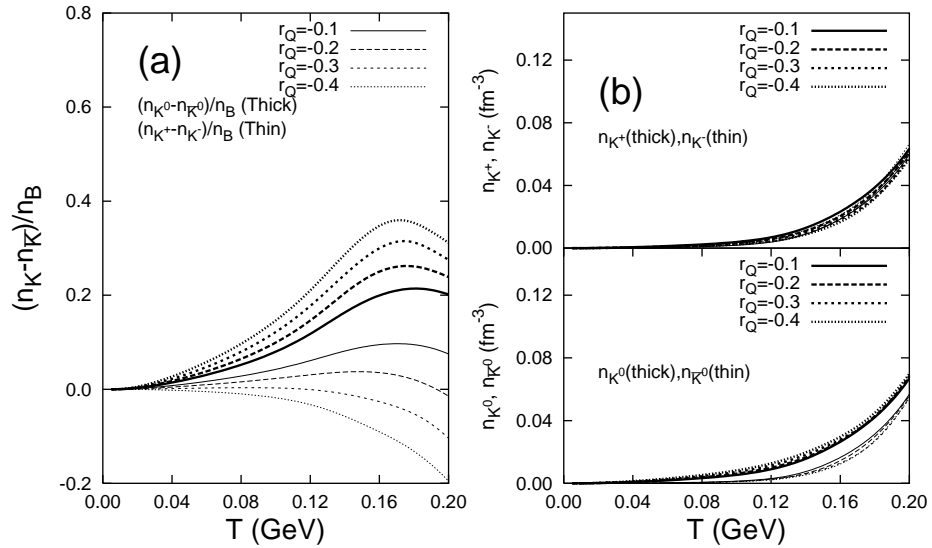 (a)
r_Q=-0.1
r_Q=-0.2
r_Q=-0.3
r_Q=-0.4
(n_K⁰-n_K̅⁰)/n_B (Thick)
(n_K⁺-n_K⁻)/n_B (Thin)
(n_K-n_K̅)/n_B
0.8
0.6
0.4
0.2
0.0
-0.2
0.00 0.04 0.08 0.12 0.16 0.20
T (GeV)
(b)
r_Q=-0.1
r_Q=-0.2
r_Q=-0.3
r_Q=-0.4
n_K⁺(thick),n_K⁻(thin)
n_K⁺, n_K⁻ (fm⁻³)
0.12
0.08
0.04
0.00
r_Q=-0.1
r_Q=-0.2
r_Q=-0.3
r_Q=-0.4
n_K⁰(thick),n_K̅⁰(thin)
n_K⁰, n_K̅⁰ (fm⁻³)
0.12
0.08
0.04
0.00
0.00 0.04 0.08 0.12 0.16 0.20
T (GeV)